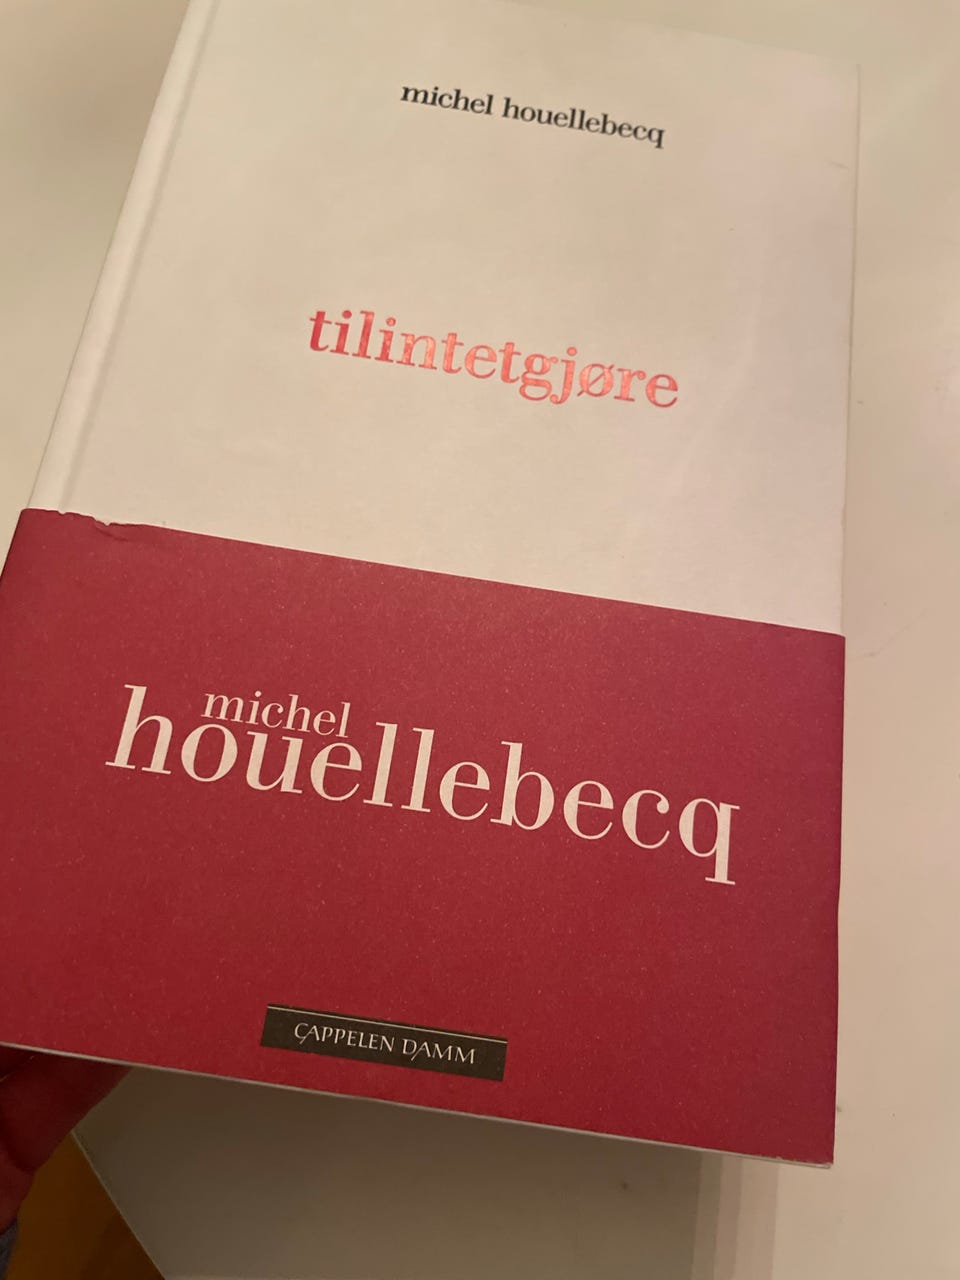 michel houellebecq
tilintetgjøre
michel
houellebecq
CAPPELEN DAMM